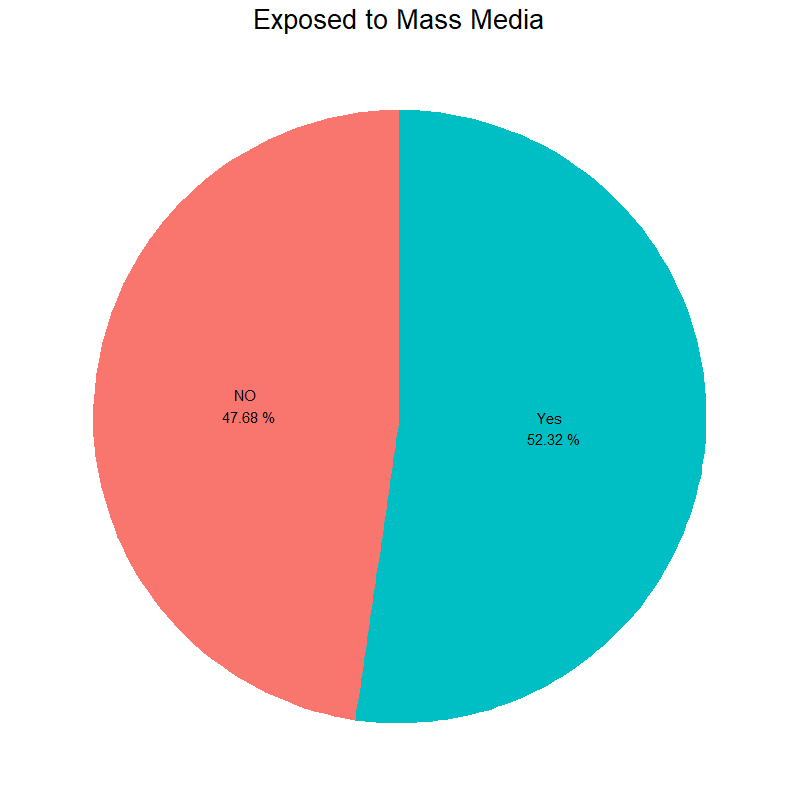 Exposed to Mass Media
NO
47.68 %
Yes
52.32 %